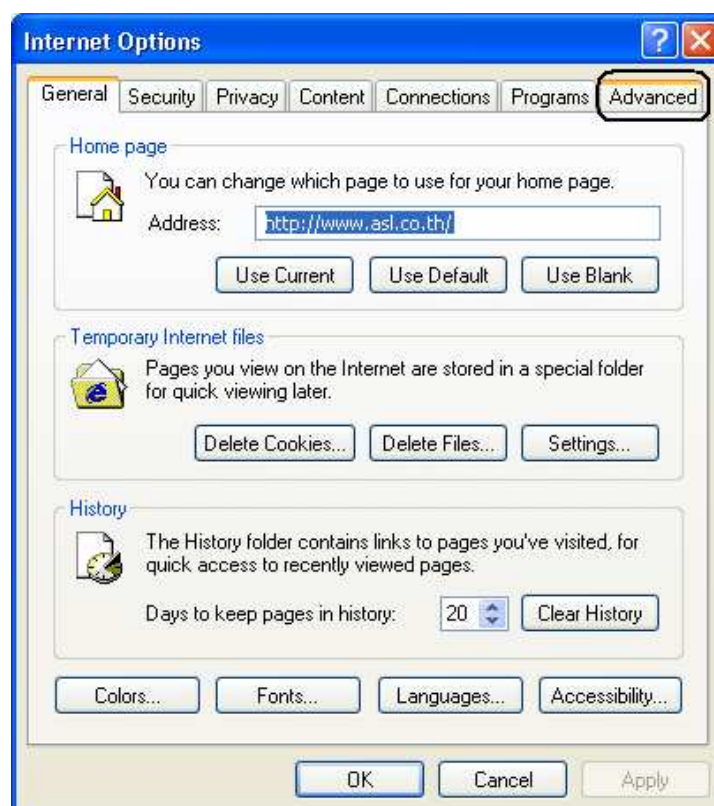 Internet Options
General Security Privacy Content Connections Programs Advanced
Home page
You can change which page to use for your home page.
Address: http://www.asl.co.th/
Use Current Use Default Use Blank
Temporary Internet files
Pages you view on the Internet are stored in a special folder
for quick viewing later.
Delete Cookies... Delete Files... Settings...
History
The History folder contains links to pages you've visited, for
quick access to recently viewed pages.
Days to keep pages in history: 20 Clear History
Colors... Fonts... Languages... Accessibility...
OK Cancel Apply